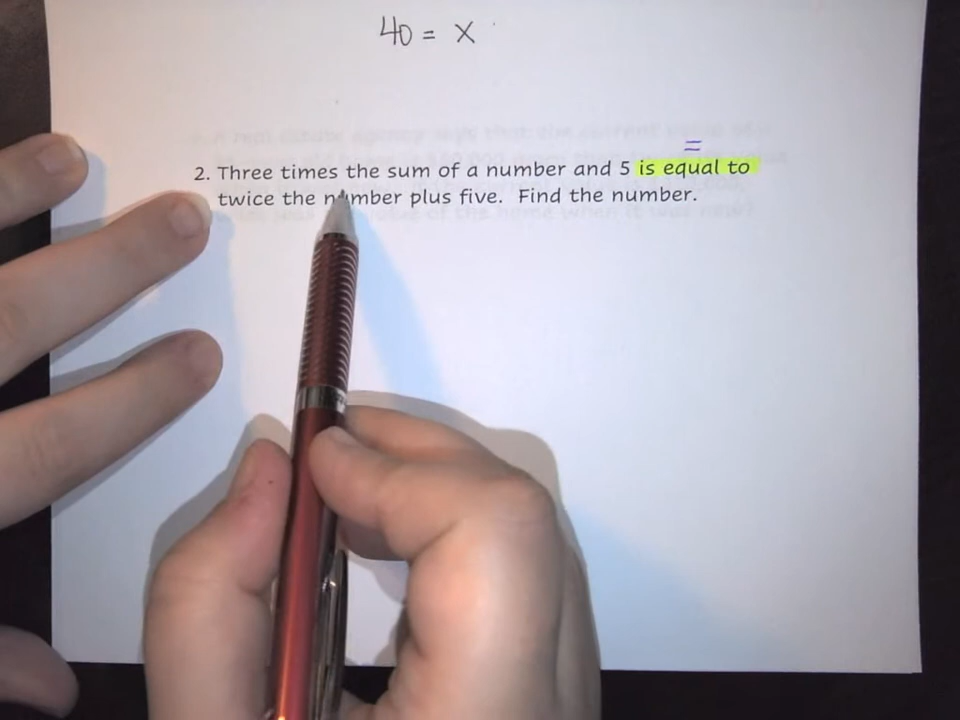 40 = x
=
2. Three times the sum of a number and 5 is equal to
twice the number plus five. Find the number.